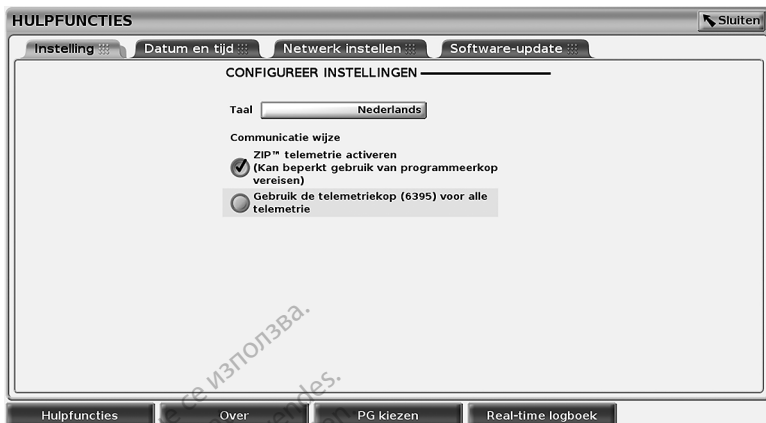 HULPFUNCTIES
Sluiten
Instelling
Datum en tijd
Netwerk instellen
Software-update
CONFIGUREER INSTELLINGEN
Taal
Nederlands
Communicatie wijze
ZIP™ telemetrie activeren
(Kan beperkt gebruik van programmeerkop
vereisen)
Gebruik de telemetriekop (6395) voor alle
telemetrie
се използва.
Hulpfuncties
Over
PG kiezen
Real-time logboek